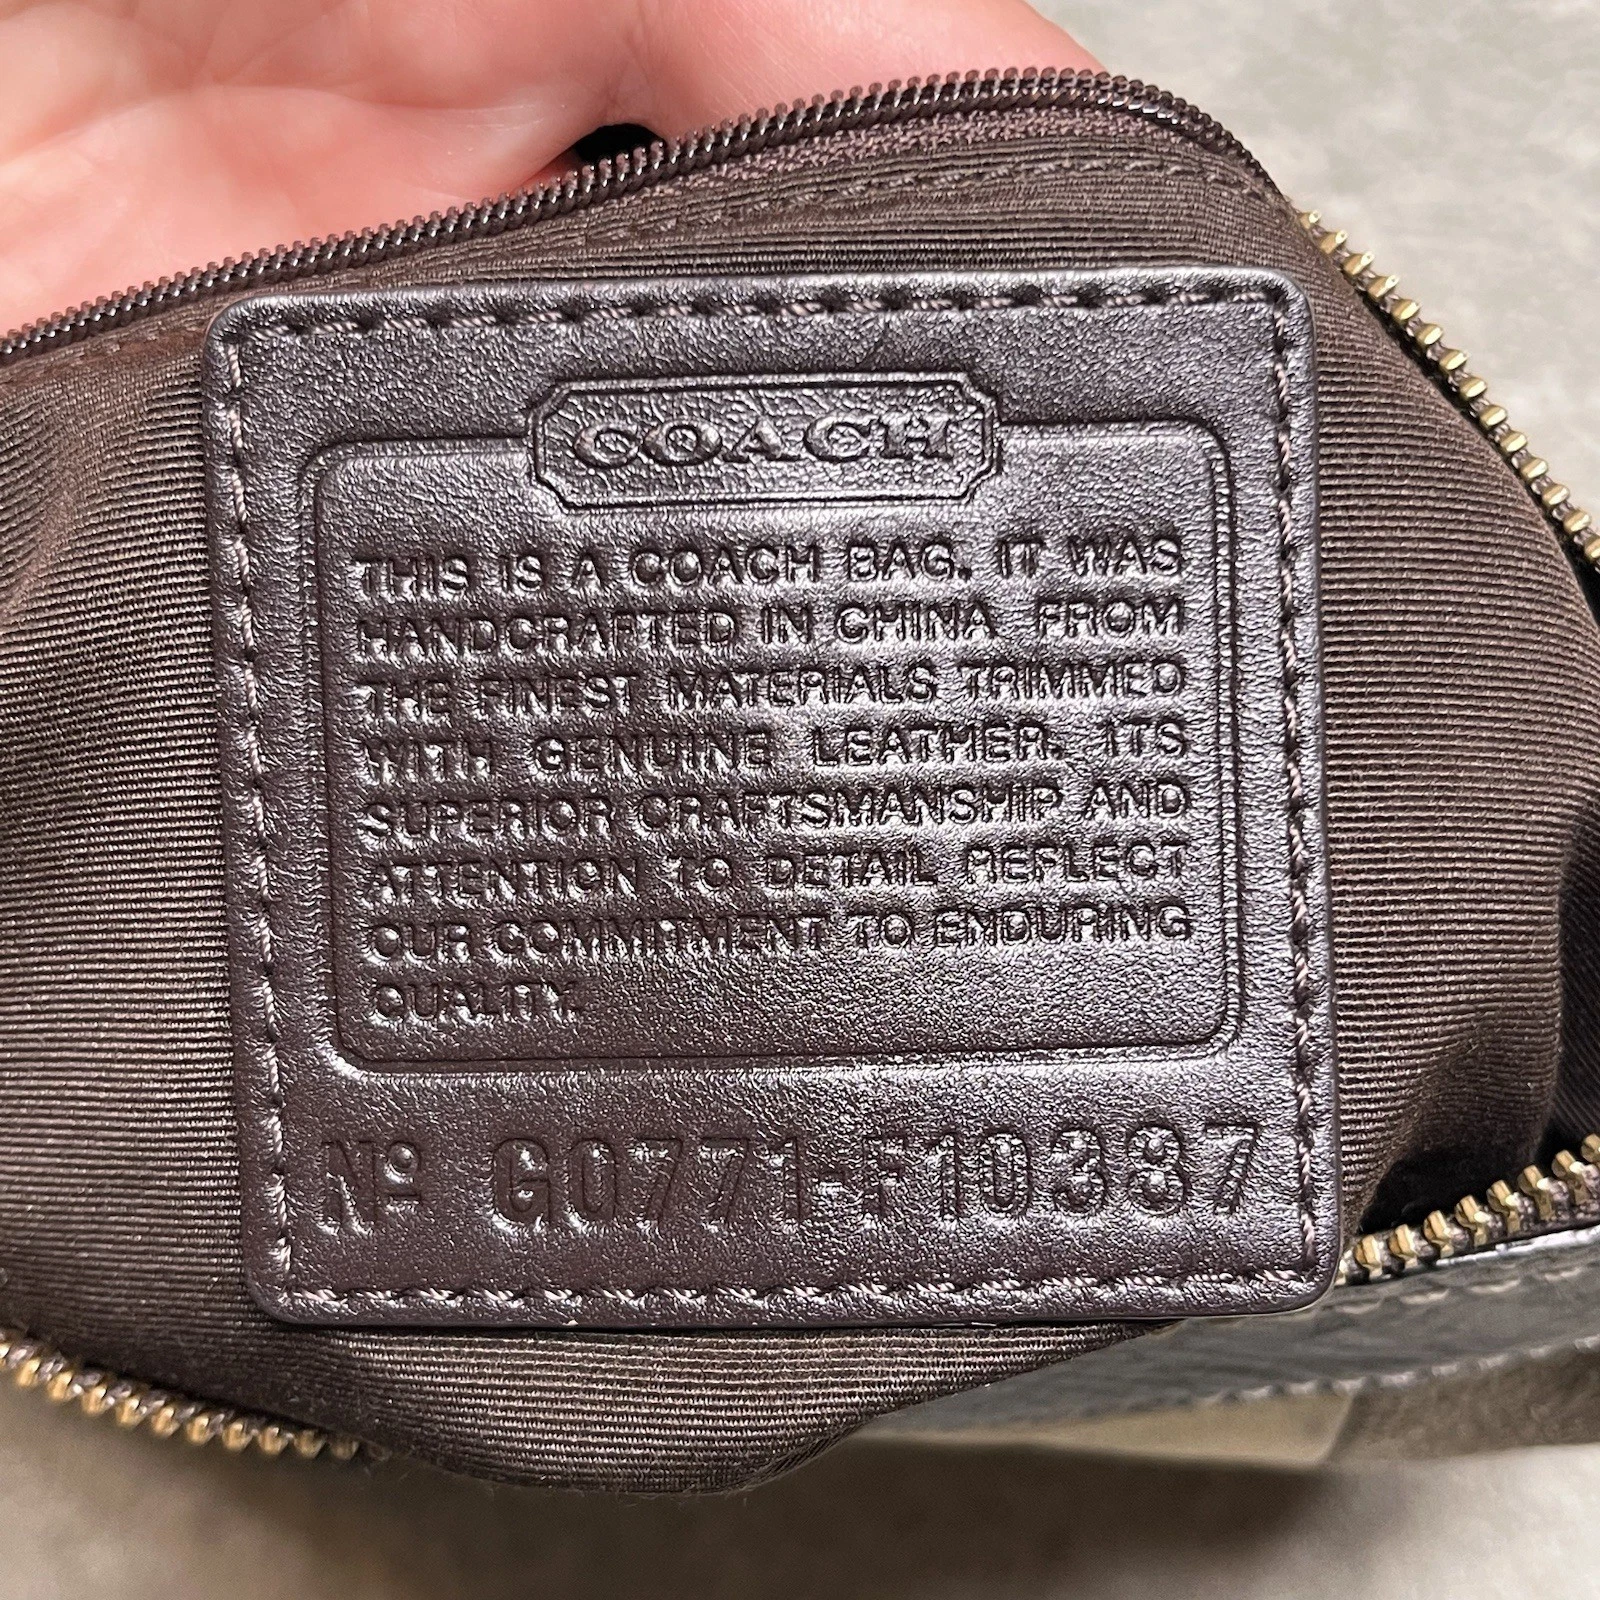 COACH
THIS IS A COACH BAG. IT WAS
HANDCRAFTED IN CHINA FROM
THE FINEST MATERIALS TRIMMED
WITH GENUINE LEATHER. ITS
SUPERIOR CRAFTSMANSHIP AND
ATTENTION TO DETAIL REFLECT
OUR COMMITMENT TO ENDURING
QUALITY.
Nº G0771-F10387